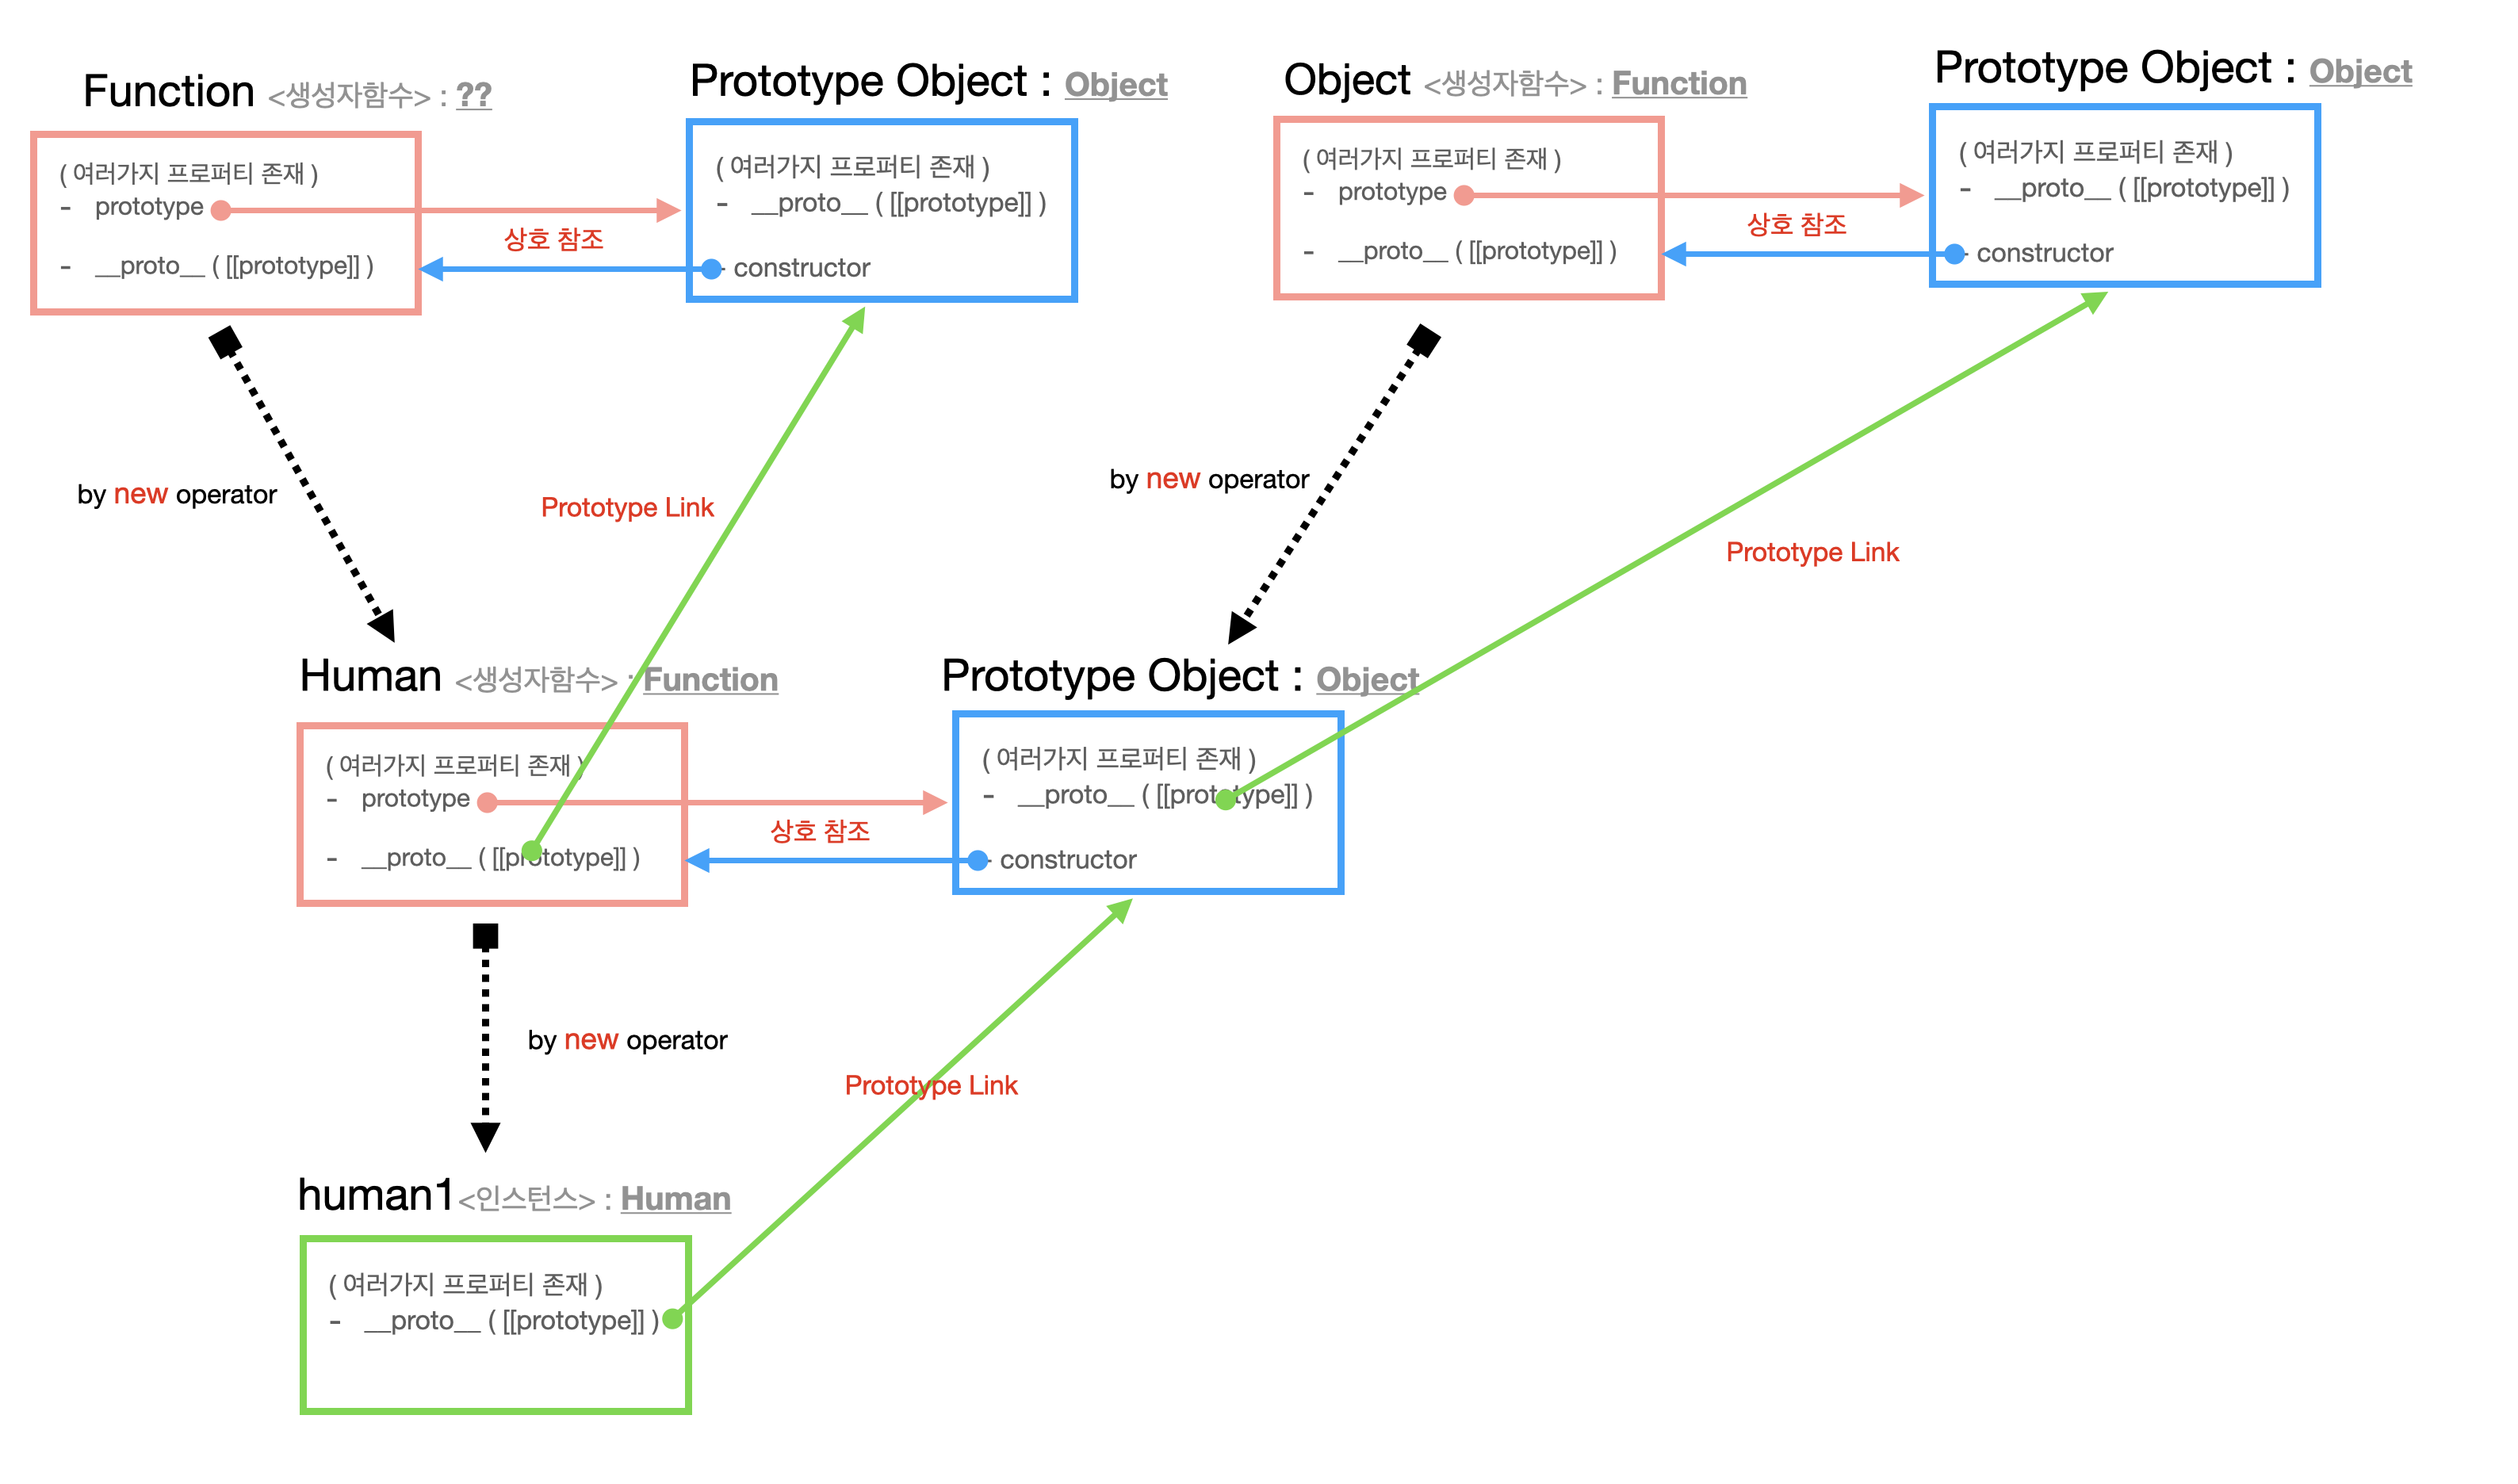 Function <생성자함수> : ??
( 여러가지 프로퍼티 존재 )
- prototype
- __proto__ ( [[prototype]] )
Prototype Object : Object
( 여러가지 프로퍼티 존재 )
- __proto__ ( [[prototype]] )
- constructor
상호 참조
Object <생성자함수> : Function
( 여러가지 프로퍼티 존재 )
- prototype
- __proto__ ( [[prototype]] )
Prototype Object : Object
( 여러가지 프로퍼티 존재 )
- __proto__ ( [[prototype]] )
- constructor
상호 참조
by new operator
Prototype Link
by new operator
Prototype Link
Human <생성자함수> : Function
( 여러가지 프로퍼티 존재 )
- prototype
- __proto__ ( [[prototype]] )
Prototype Object : Object
( 여러가지 프로퍼티 존재 )
- __proto__ ( [[prototype]] )
- constructor
상호 참조
by new operator
Prototype Link
human1 <인스턴스> : Human
( 여러가지 프로퍼티 존재 )
- __proto__ ( [[prototype]] )